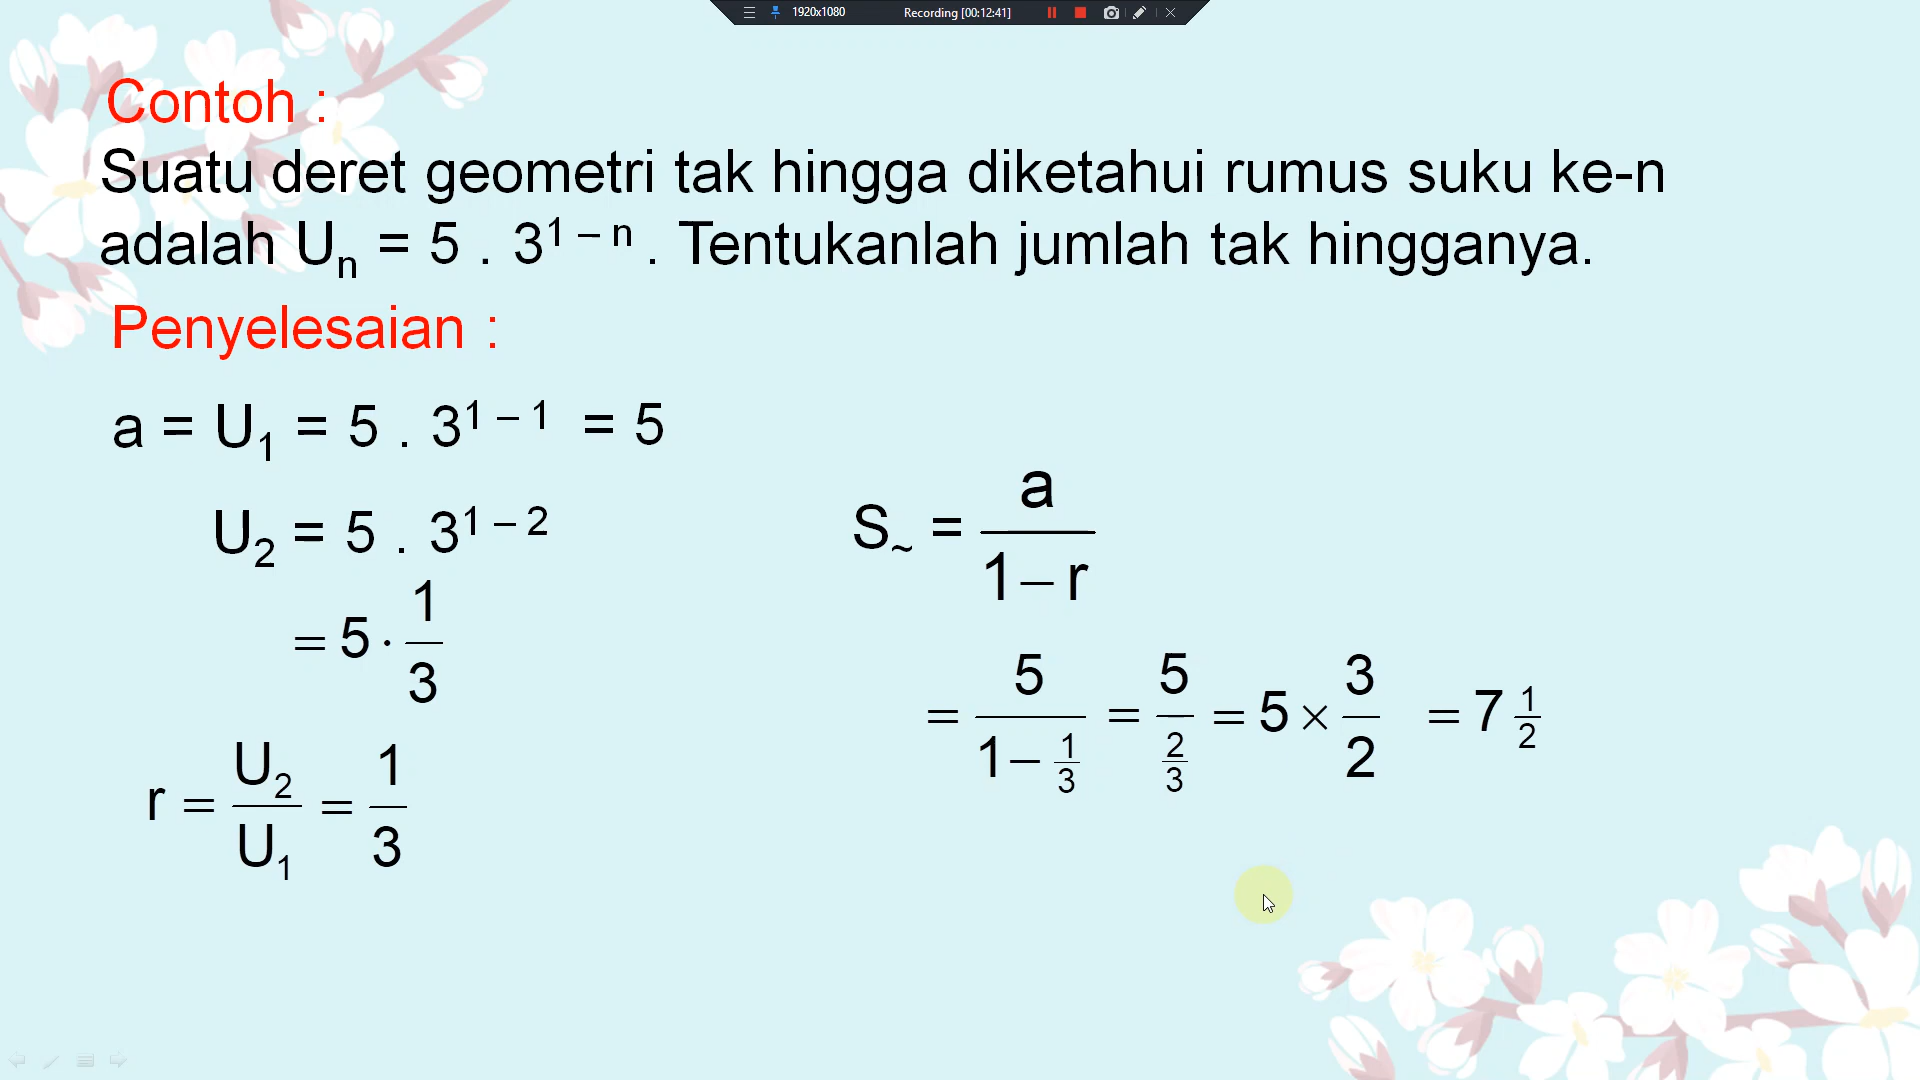 1920x1080 Recording [00:12:41]
Contoh :
Suatu deret geometri tak hingga diketahui rumus suku ke-n
adalah Uₙ = 5 . 3¹ ⁻ ⁿ . Tentukanlah jumlah tak hingganya.
Penyelesaian :
a = U₁ = 5 . 3¹ ⁻ ¹ = 5
U₂ = 5 . 3¹ ⁻ ²
= 5 · 1/3
r = U₂/U₁ = 1/3
S~ = a/(1 – r)
= 5/(1 – 1/3) = 5/(2/3) = 5 × 3/2 = 7 1/2